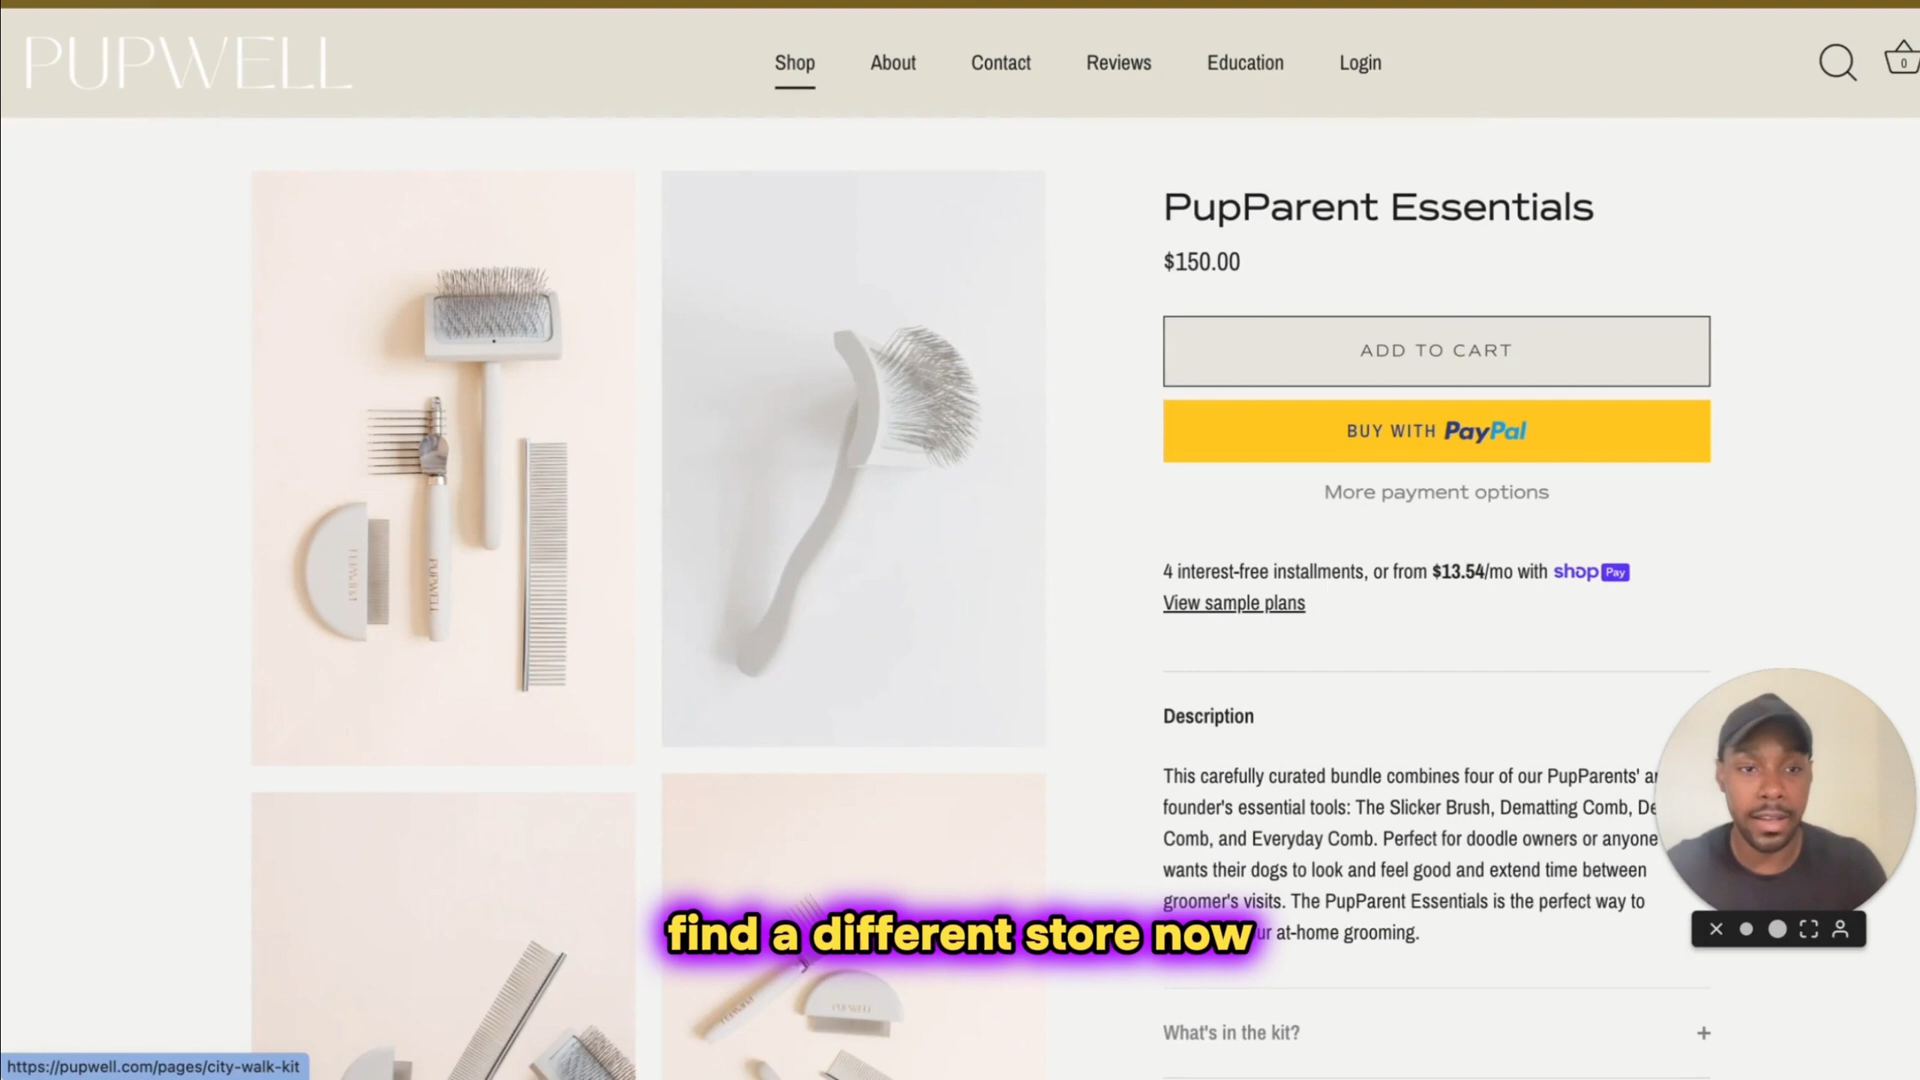 PUPWELL
Shop
About
Contact
Reviews
Education
Login
0
PUPWELL
PUPWELL
PupParent Essentials
$150.00
ADD TO CART
BUY WITH PayPal
More payment options
4 interest-free installments, or from $13.54/mo with shop Pay
View sample plans
Description
This carefully curated bundle combines four of our PupParents'
founder's essential tools: The Slicker Brush, Dematting Comb, De
Comb, and Everyday Comb. Perfect for doodle owners or anyone
wants their dogs to look and feel good and extend time between
groomer's visits. The PupParent Essentials is the perfect way to
ur at-home grooming.
find a different store now
PUPWELL
What's in the kit?
+
https://pupwell.com/pages/city-walk-kit